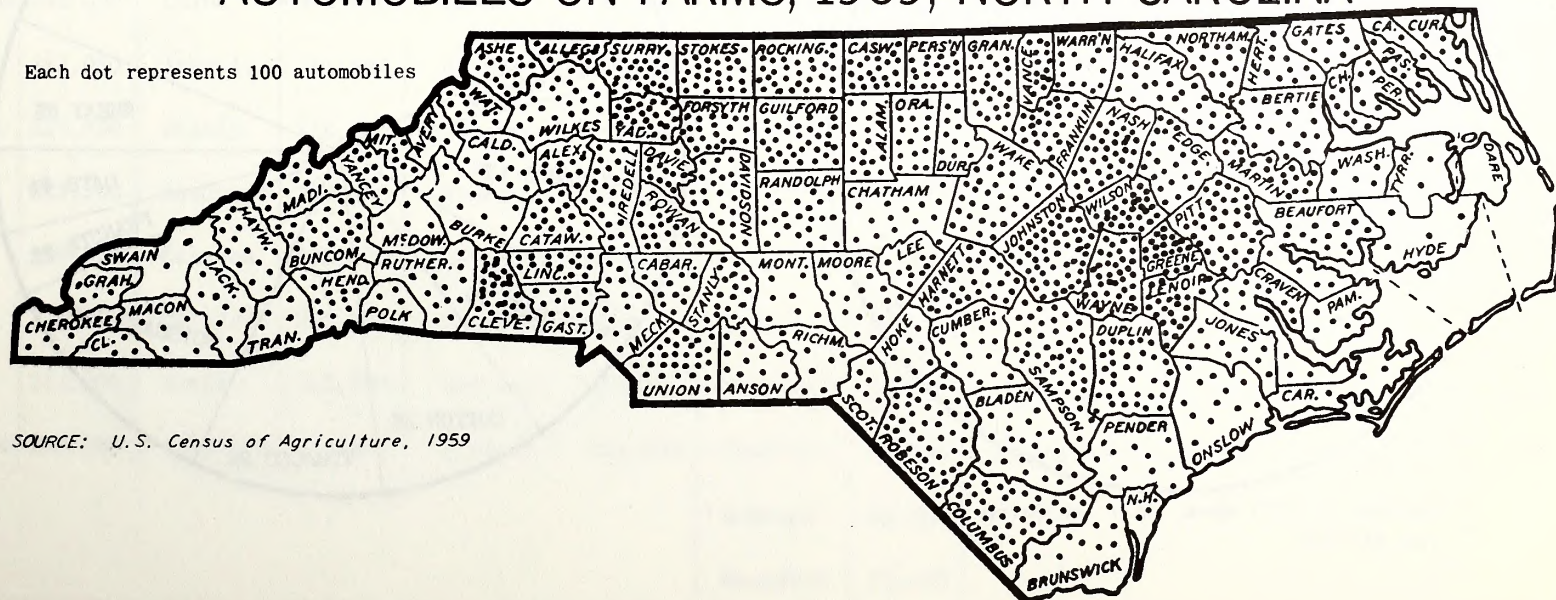 AUTOMOBILES ON FARMS, 1959, NORTH CAROLINA
Each dot represents 100 automobiles
ASHE
ALLEG.
SURRY
STOKES
ROCKING.
CASW.
PERS'N
GRAN.
VANCE
WARR'N
HALIFAX
NORTHAM.
HERT.
GATES
CA.
CUR.
PAS.
PER.
CH.
WAT.
WILKES
YAD.
FORSYTH
GUILFORD
ALAM.
ORA.
DUR.
WAKE
FRANKLIN
NASH
EDGE.
BERTIE
MIT.
AVERY
CALD.
ALEX.
IREDELL
DAVIE
DAVIDSON
RANDOLPH
CHATHAM
MARTIN
WASH.
TYRR.
DARE
MADI.
YANCEY
BURKE
CATAW.
ROWAN
JOHNSTON
WILSON
PITT
BEAUFORT
HYDE
SWAIN
HAYW.
BUNCOM.
McDOW.
RUTHER.
LINC.
CABAR.
STANLY
MONT.
MOORE
LEE
HARNETT
WAYNE
GREENE
LENOIR
CRAVEN
PAM.
GRAH.
JACK.
HEND.
CHEROKEE
MACON
CL.
TRAN.
POLK
CLEVE.
GAST.
MECK.
UNION
ANSON
RICHM.
HOKE
CUMBER.
SAMPSON
DUPLIN
JONES
SCOT.
ROBESON
BLADEN
PENDER
ONSLOW
CAR.
COLUMBUS
N.H.
BRUNSWICK
SOURCE: U.S. Census of Agriculture, 1959